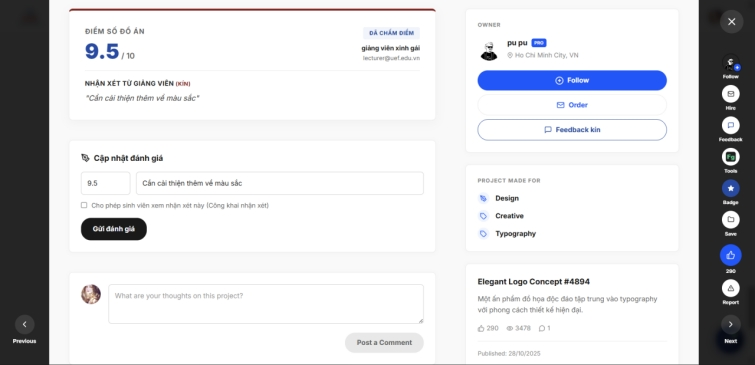 ĐIỂM SỐ ĐỒ ÁN
9.5 / 10
ĐÃ CHẤM ĐIỂM
giảng viên xinh gái
lecturer@uef.edu.vn
NHẬN XÉT TỪ GIẢNG VIÊN (KÍN)
"Cần cải thiện thêm về màu sắc"
Cập nhật đánh giá
9.5
Cần cải thiện thêm về màu sắc
Cho phép sinh viên xem nhận xét này (Công khai nhận xét)
Gửi đánh giá
What are your thoughts on this project?
Post a Comment
OWNER
pu pu PRO
Ho Chi Minh City, VN
Follow
Order
Feedback kín
PROJECT MADE FOR
Design
Creative
Typography
Elegant Logo Concept #4894
Một ấn phẩm đồ họa độc đáo tập trung vào typography
với phong cách thiết kế hiện đại.
290 3478 1
Published: 28/10/2025
Follow
Hire
Feedback
Fg
Tools
Badge
Save
290
Report
Previous
Next